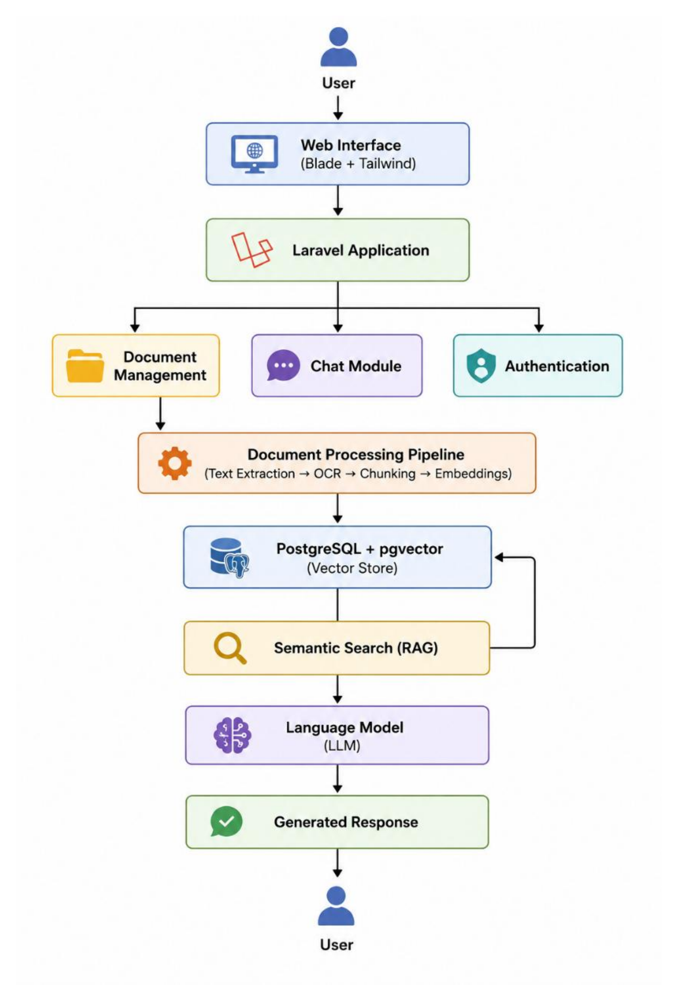 User
Web Interface
(Blade + Tailwind)
Laravel Application
Document
Management
Chat Module
Authentication
Document Processing Pipeline
(Text Extraction → OCR → Chunking → Embeddings)
PostgreSQL + pgvector
(Vector Store)
Semantic Search (RAG)
Language Model
(LLM)
Generated Response
User